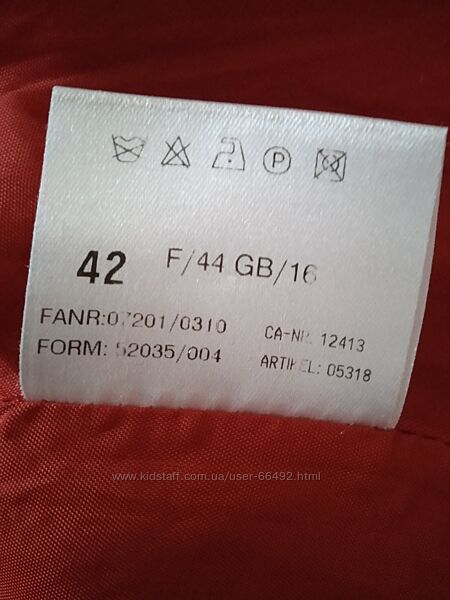 P
42 F/44 GB/16
FANR:07201/0310 CA-NR. 12413
FORM: 52035/004 ARTIKEL: 05318
www.kidstaff.com.ua/user-66492.html